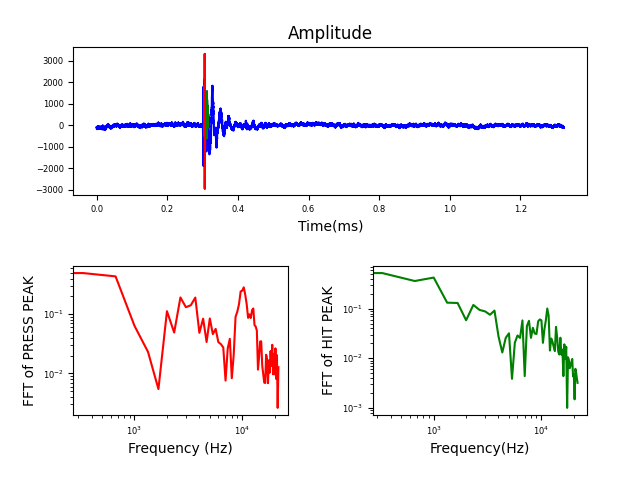 Amplitude
3000
2000
1000
0
−1000
−2000
−3000
0.0 0.2 0.4 0.6 0.8 1.0 1.2
Time(ms)
FFT of PRESS PEAK
10⁻¹
10⁻²
10³ 10⁴
Frequency (Hz)
FFT of HIT PEAK
10⁻¹
10⁻²
10⁻³
10³ 10⁴
Frequency(Hz)